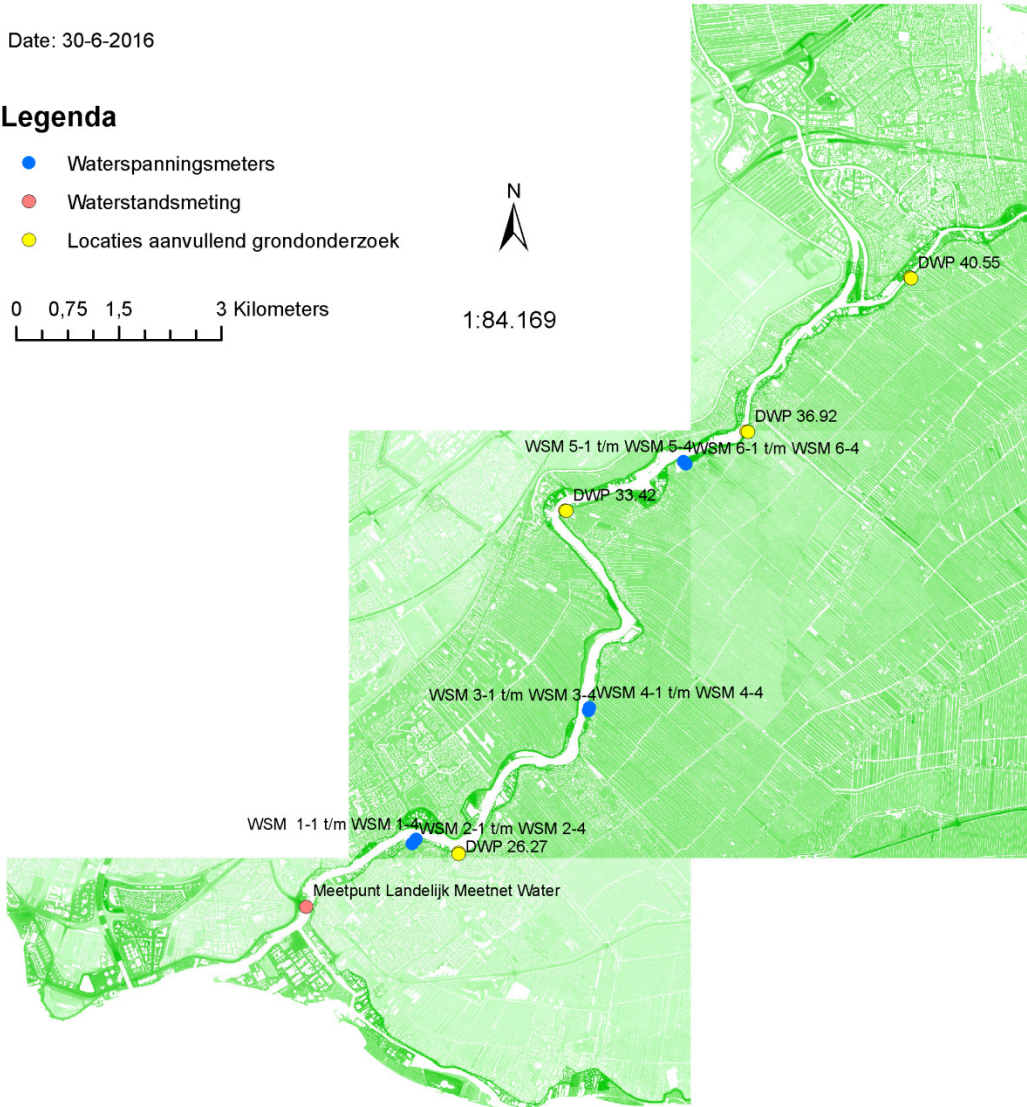 Date: 30-6-2016
Legenda
Waterspanningsmeters
Waterstandsmeting
Locaties aanvullend grondonderzoek
N
0 0,75 1,5 3 Kilometers
1:84.169
DWP 40.55
DWP 36.92
WSM 5-1 t/m WSM 5-4 WSM 6-1 t/m WSM 6-4
DWP 33.42
WSM 3-1 t/m WSM 3-4 WSM 4-1 t/m WSM 4-4
WSM 1-1 t/m WSM 1-4 WSM 2-1 t/m WSM 2-4
DWP 26.27
Meetpunt Landelijk Meetnet Water